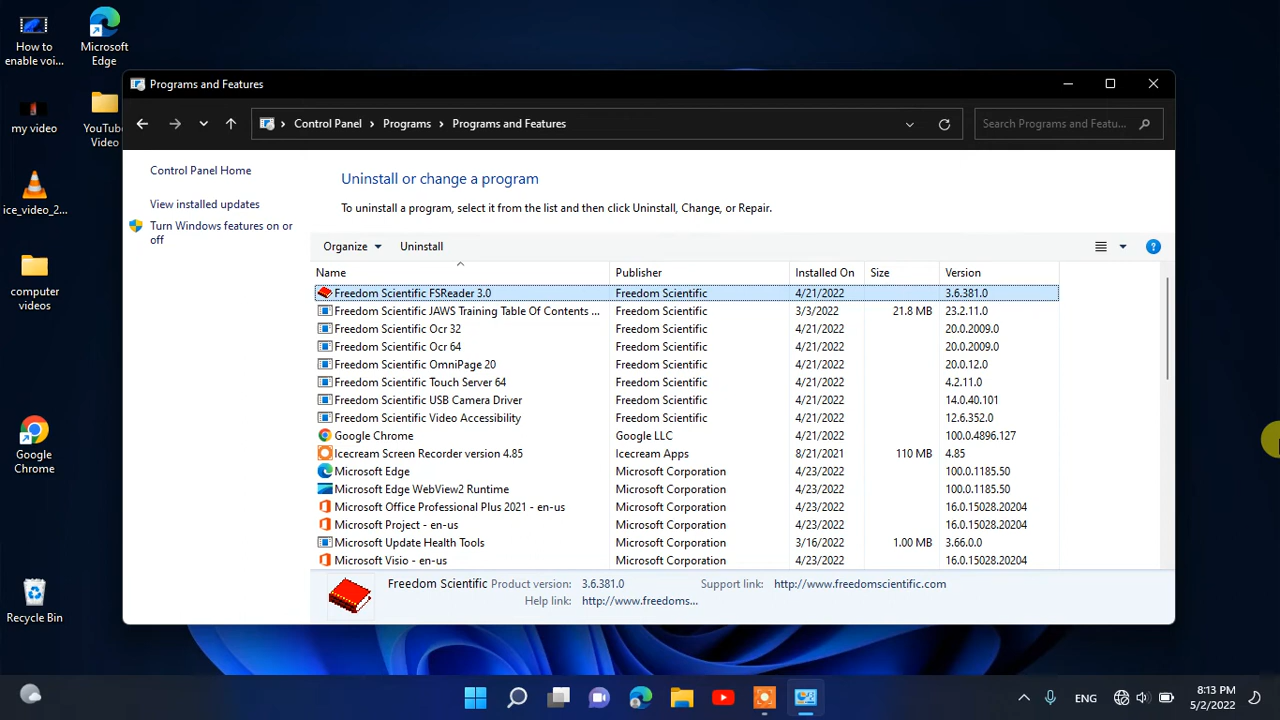 How to
enable voi...
Microsoft
Edge
my video
YouTub
Video
ice_video_2...
computer
videos
Google
Chrome
Recycle Bin
Programs and Features
Control Panel > Programs > Programs and Features
Search Programs and Featu...
Control Panel Home
View installed updates
Turn Windows features on or
off
Uninstall or change a program
To uninstall a program, select it from the list and then click Uninstall, Change, or Repair.
Organize Uninstall
Name Publisher Installed On Size Version
Freedom Scientific FSReader 3.0 Freedom Scientific 4/21/2022 3.6.381.0
Freedom Scientific JAWS Training Table Of Contents ... Freedom Scientific 3/3/2022 21.8 MB 23.2.11.0
Freedom Scientific Ocr 32 Freedom Scientific 4/21/2022 20.0.2009.0
Freedom Scientific Ocr 64 Freedom Scientific 4/21/2022 20.0.2009.0
Freedom Scientific OmniPage 20 Freedom Scientific 4/21/2022 20.0.12.0
Freedom Scientific Touch Server 64 Freedom Scientific 4/21/2022 4.2.11.0
Freedom Scientific USB Camera Driver Freedom Scientific 4/21/2022 14.0.40.101
Freedom Scientific Video Accessibility Freedom Scientific 4/21/2022 12.6.352.0
Google Chrome Google LLC 4/21/2022 100.0.4896.127
Icecream Screen Recorder version 4.85 Icecream Apps 8/21/2021 110 MB 4.85
Microsoft Edge Microsoft Corporation 4/23/2022 100.0.1185.50
Microsoft Edge WebView2 Runtime Microsoft Corporation 4/23/2022 100.0.1185.50
Microsoft Office Professional Plus 2021 - en-us Microsoft Corporation 4/23/2022 16.0.15028.20204
Microsoft Project - en-us Microsoft Corporation 4/23/2022 16.0.15028.20204
Microsoft Update Health Tools Microsoft Corporation 3/16/2022 1.00 MB 3.66.0.0
Microsoft Visio - en-us Microsoft Corporation 4/23/2022 16.0.15028.20204
Freedom Scientific Product version: 3.6.381.0 Support link: http://www.freedomscientific.com
Help link: http://www.freedoms...
ENG
8:13 PM
5/2/2022